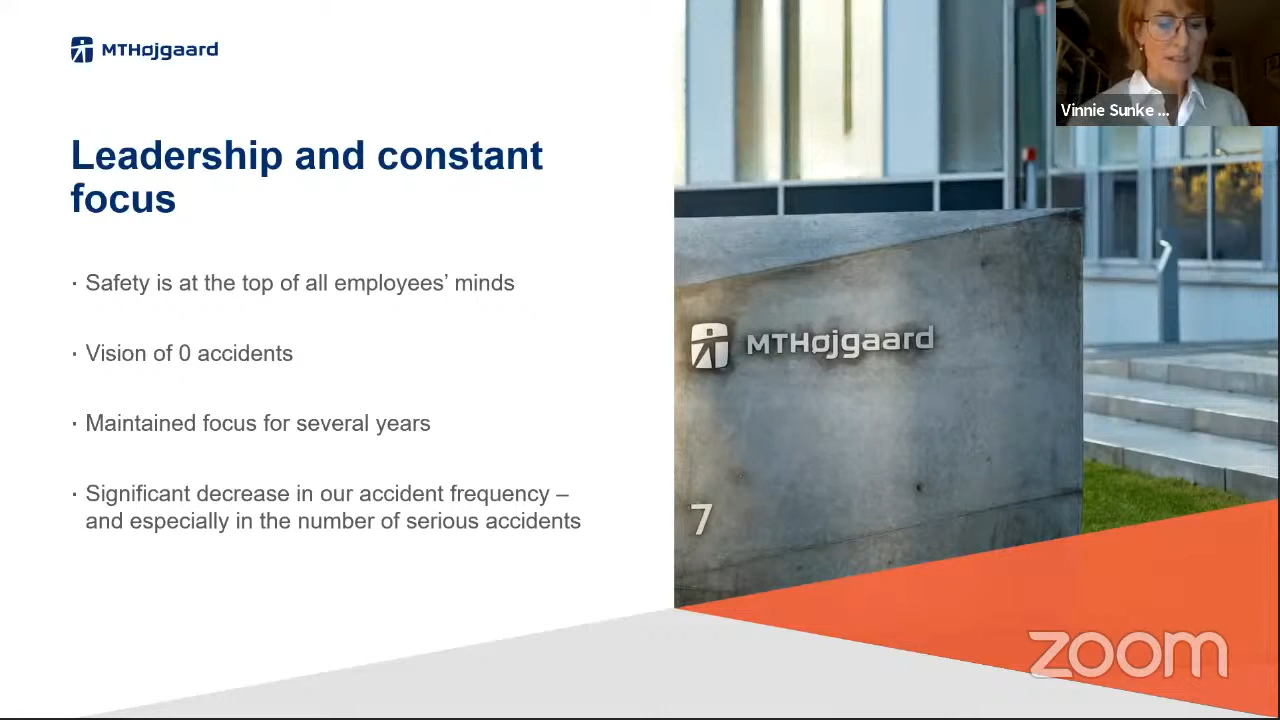 MTHøjgaard
Leadership and constant
focus
· Safety is at the top of all employees’ minds
· Vision of 0 accidents
· Maintained focus for several years
· Significant decrease in our accident frequency –
and especially in the number of serious accidents
Vinnie Sunke ...
MTHøjgaard
7
zoom